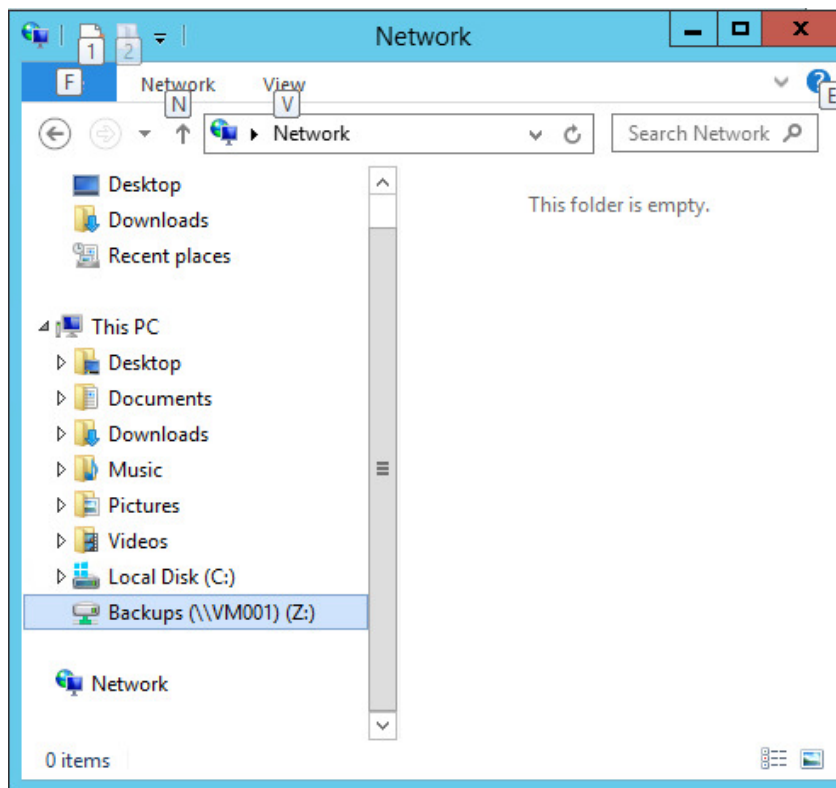 1
2
Network
X
F
Network
N
View
V
?
E
Network
Search Network
Desktop
This folder is empty.
Downloads
Recent places
This PC
Desktop
Documents
Downloads
Music
Pictures
Videos
Local Disk (C:)
Backups (\\VM001) (Z:)
Network
0 items